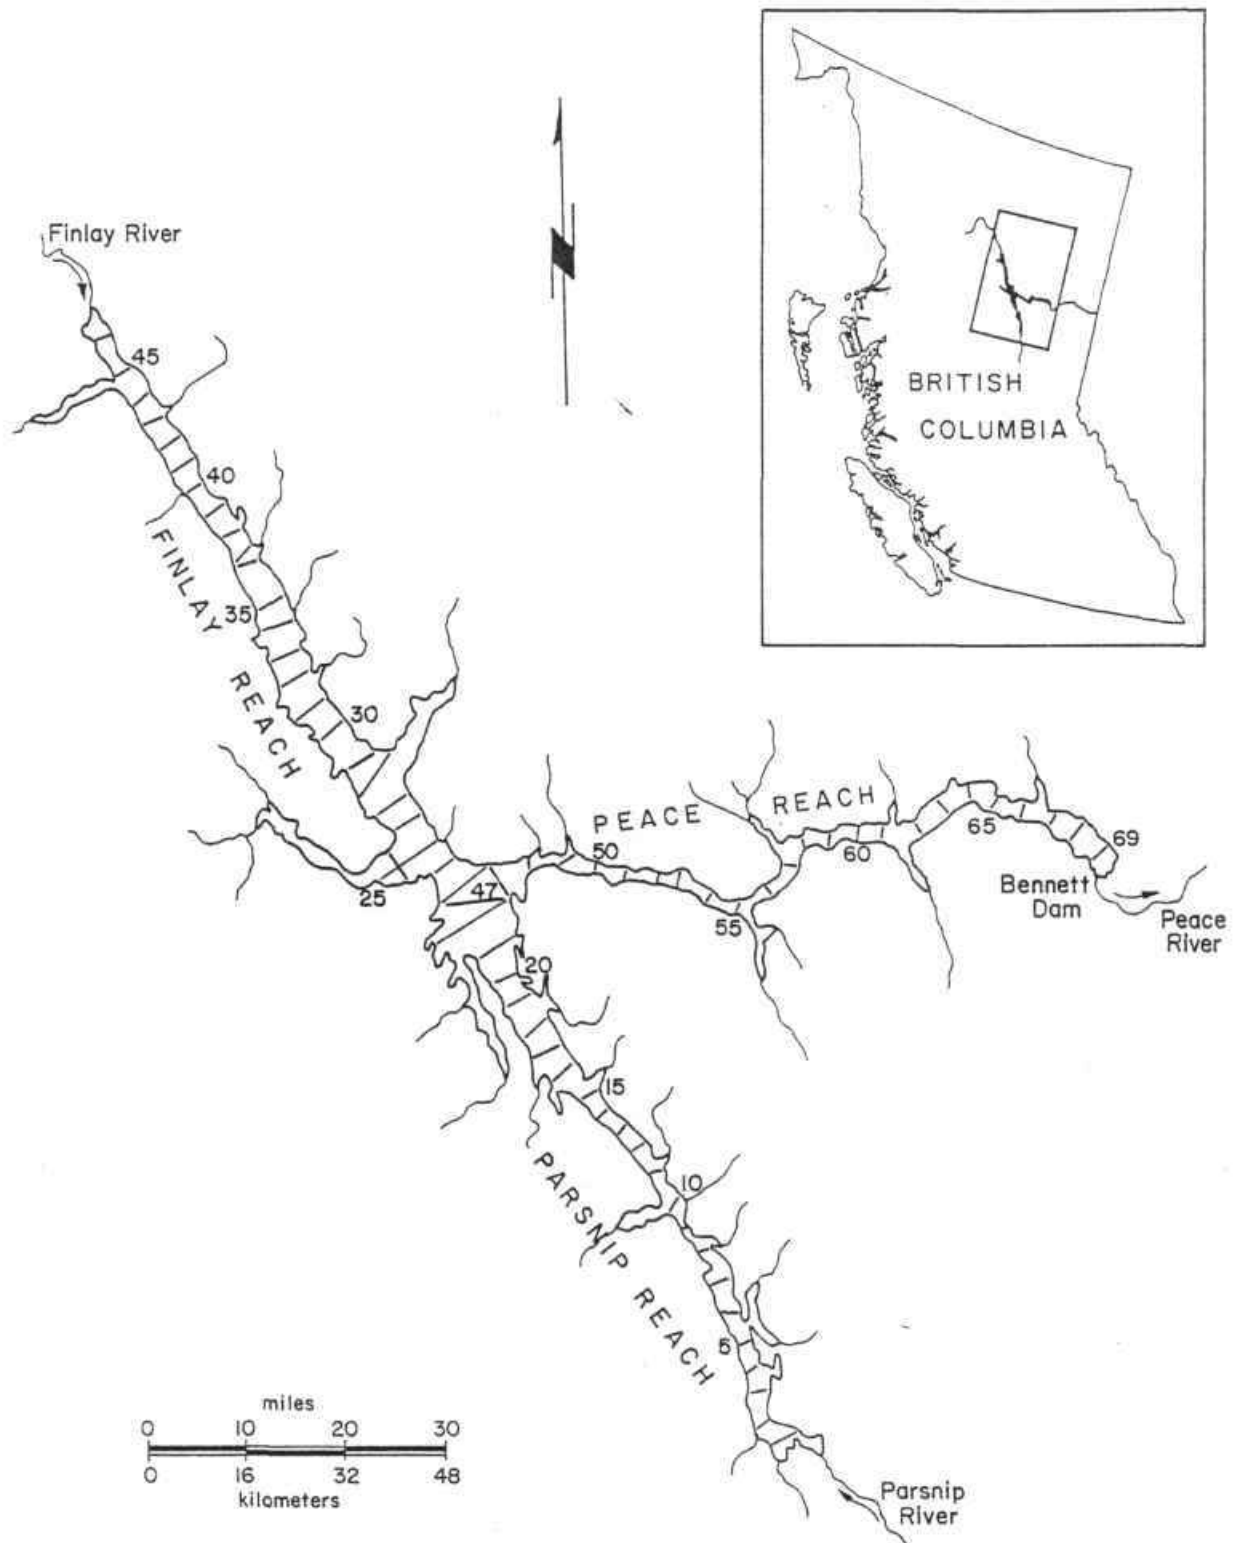 Finlay River
45
40
FINLAY
35
REACH
30
25
47
PEACE
REACH
50
55
60
65
69
Bennett
Dam
Peace
River
20
15
10
PARSNIP REACH
5
Parsnip
River
BRITISH
COLUMBIA
miles
0 10 20 30
0 16 32 48
kilometers